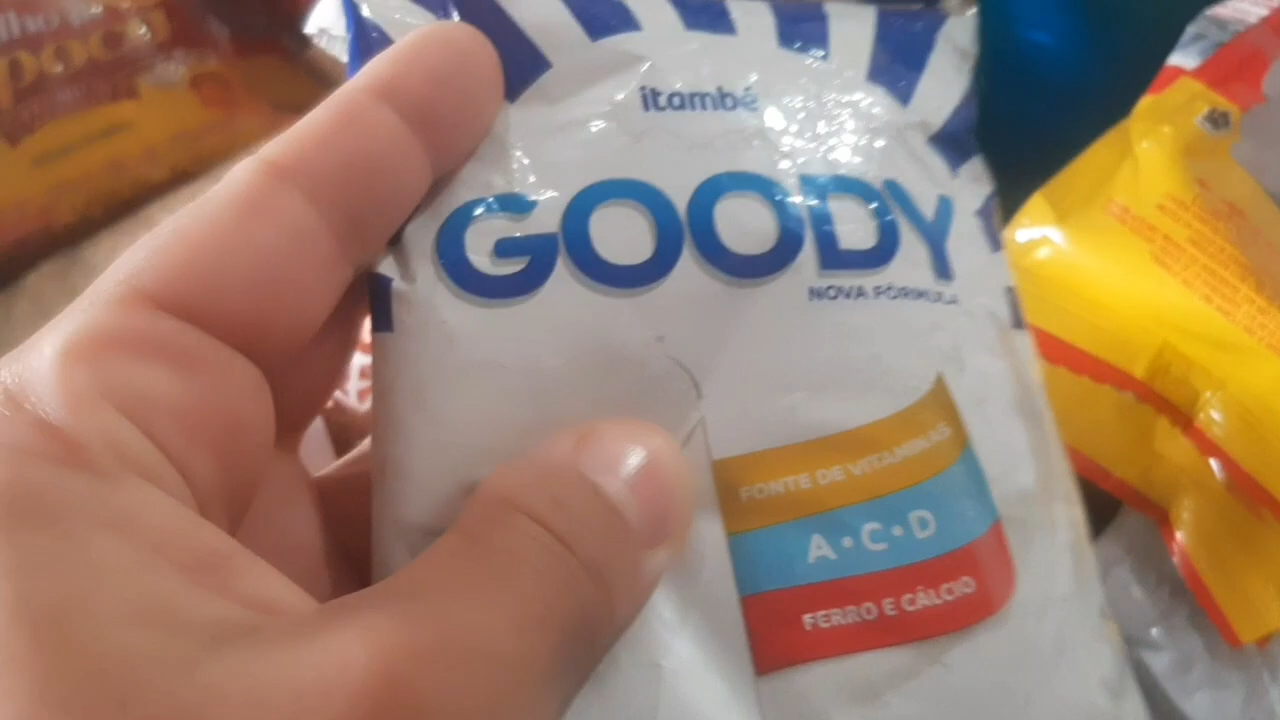 itambé
GOODY
NOVA FÓRMULA
FONTE DE VITAMINAS
A•C•D
FERRO E CÁLCIO